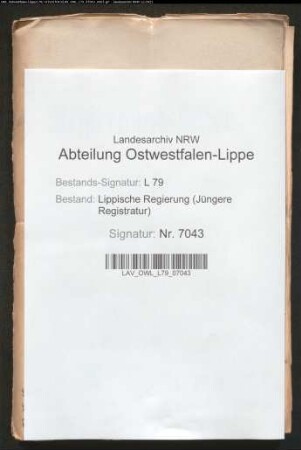 Landesarchiv NRW
Abteilung Ostwestfalen-Lippe
Bestands-Signatur: L 79
Bestand: Lippische Regierung (Jüngere
Registratur)
Signatur: Nr. 7043
LAV_OWL_L79_07043